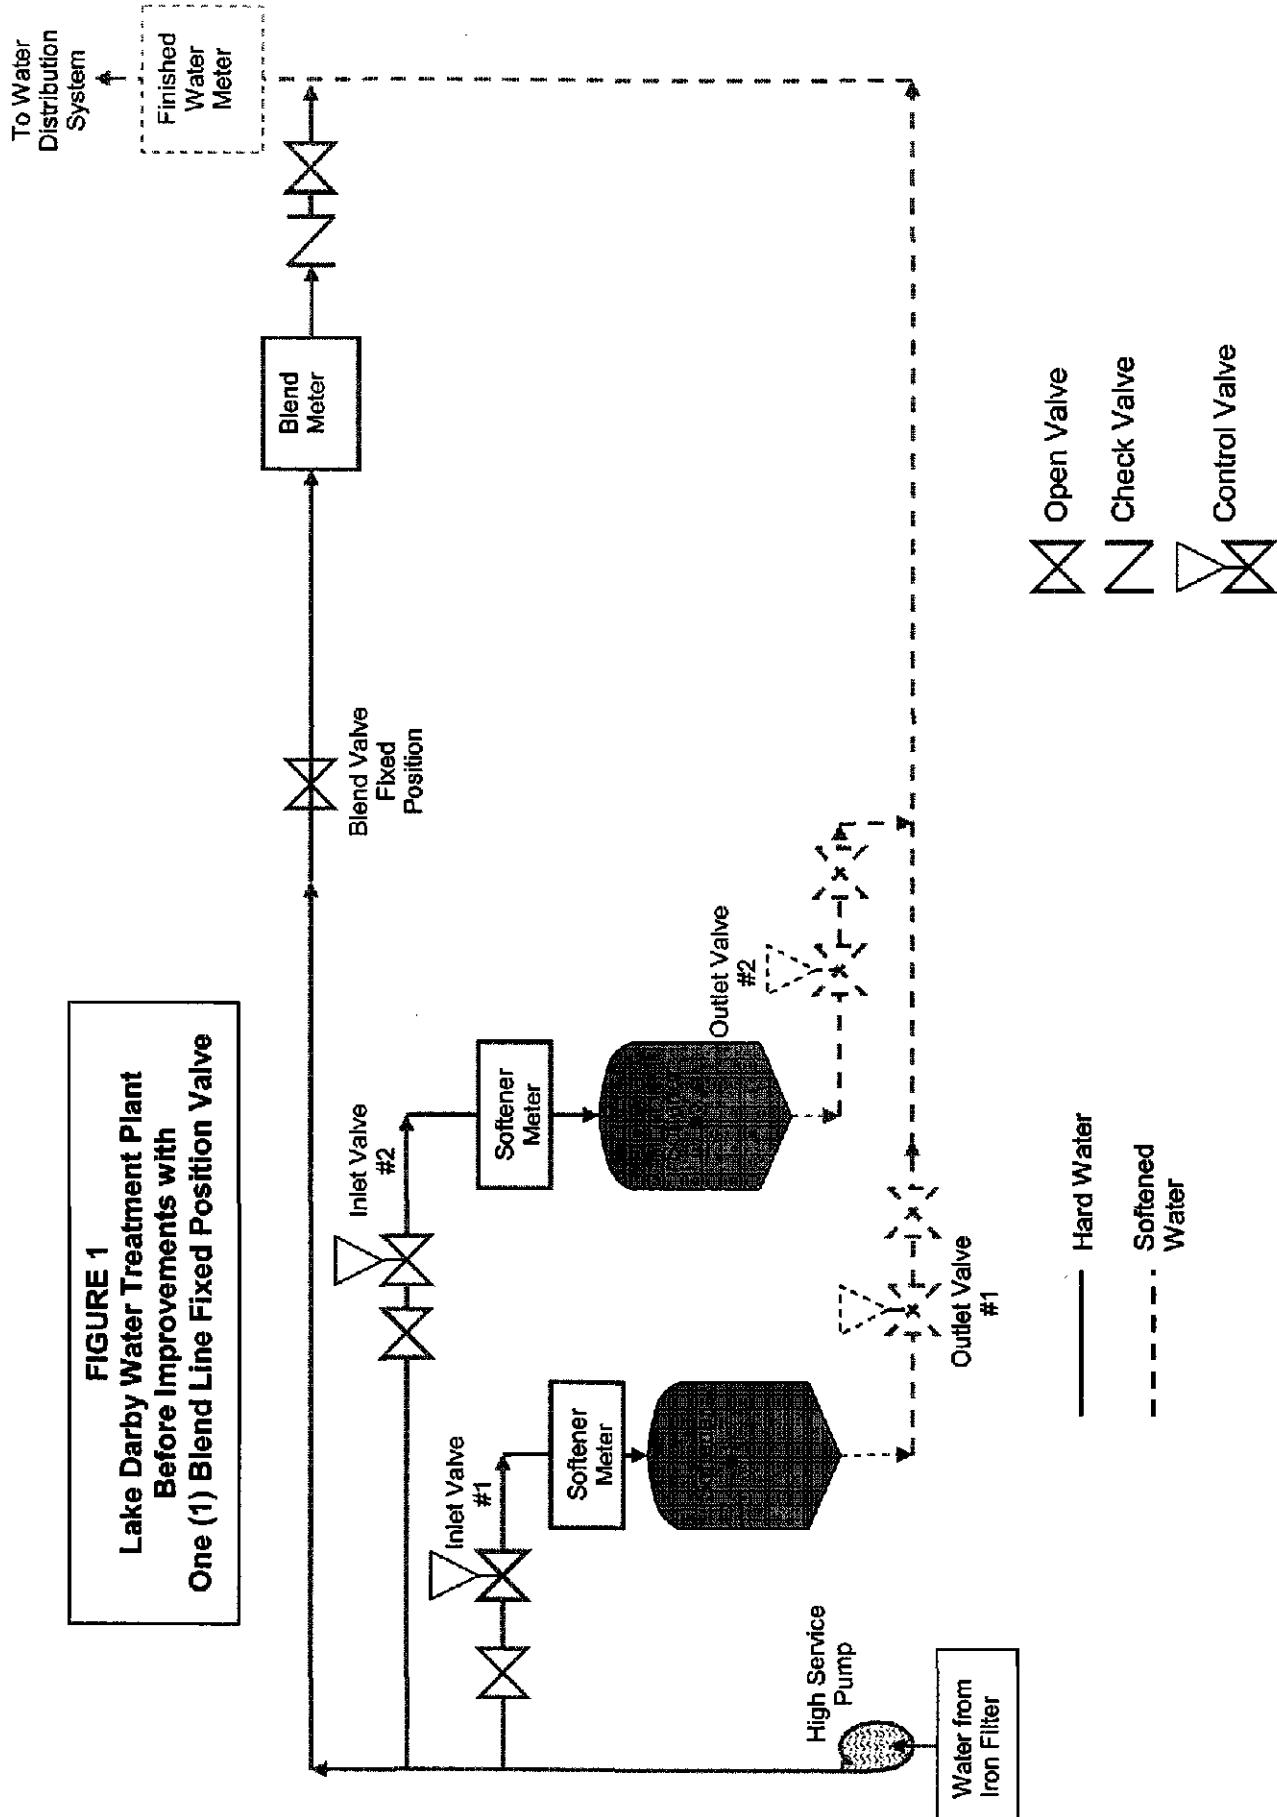 FIGURE 1
Lake Darby Water Treatment Plant
Before Improvements with
One (1) Blend Line Fixed Position Valve
To Water
Distribution
System
Finished
Water
Meter
Blend
Meter
Blend Valve
Fixed
Position
Inlet Valve
#2
Softener
Meter
Outlet Valve
#2
Inlet Valve
#1
Softener
Meter
Outlet Valve
#1
High Service
Pump
Water from
Iron Filter
Hard Water
Softened
Water
Open Valve
Check Valve
Control Valve